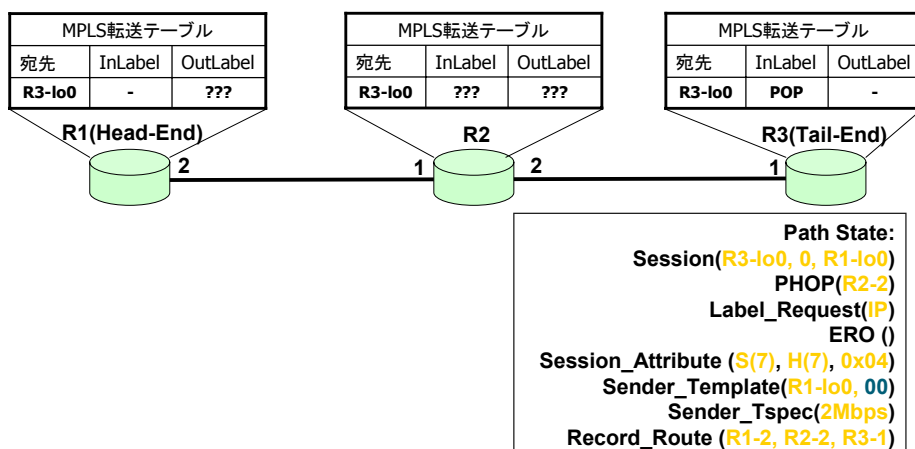 MPLS転送テーブル
宛先 InLabel OutLabel
R3-lo0 - ???
MPLS転送テーブル
宛先 InLabel OutLabel
R3-lo0 ??? ???
MPLS転送テーブル
宛先 InLabel OutLabel
R3-lo0 POP -
R1(Head-End)
R2
R3(Tail-End)
2
1
2
1
Path State:
Session(R3-lo0, 0, R1-lo0)
PHOP(R2-2)
Label_Request(IP)
ERO ()
Session_Attribute (S(7), H(7), 0x04)
Sender_Template(R1-lo0, 00)
Sender_Tspec(2Mbps)
Record_Route (R1-2, R2-2, R3-1)